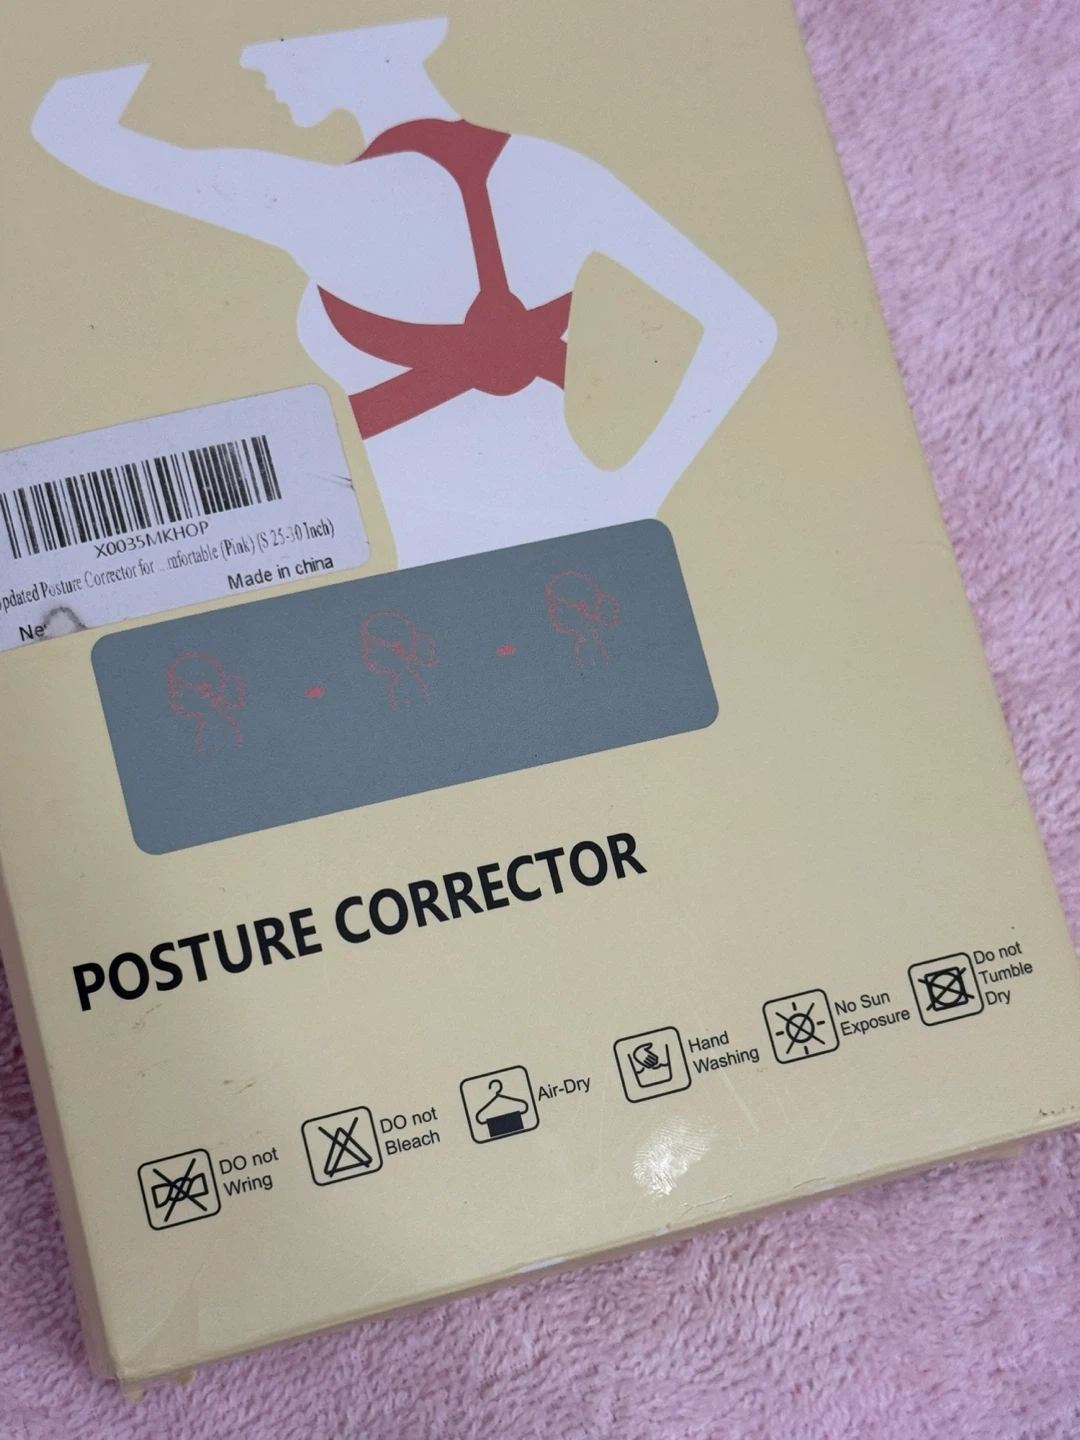 X0035MKHOP
Posture Corrector for ...mfortable (Pink) (S 25-30 Inch)
Made in china
POSTURE CORRECTOR
DO not
Wring
DO not
Bleach
Air-Dry
Hand
Washing
No Sun
Exposure
Do not
Tumble
Dry